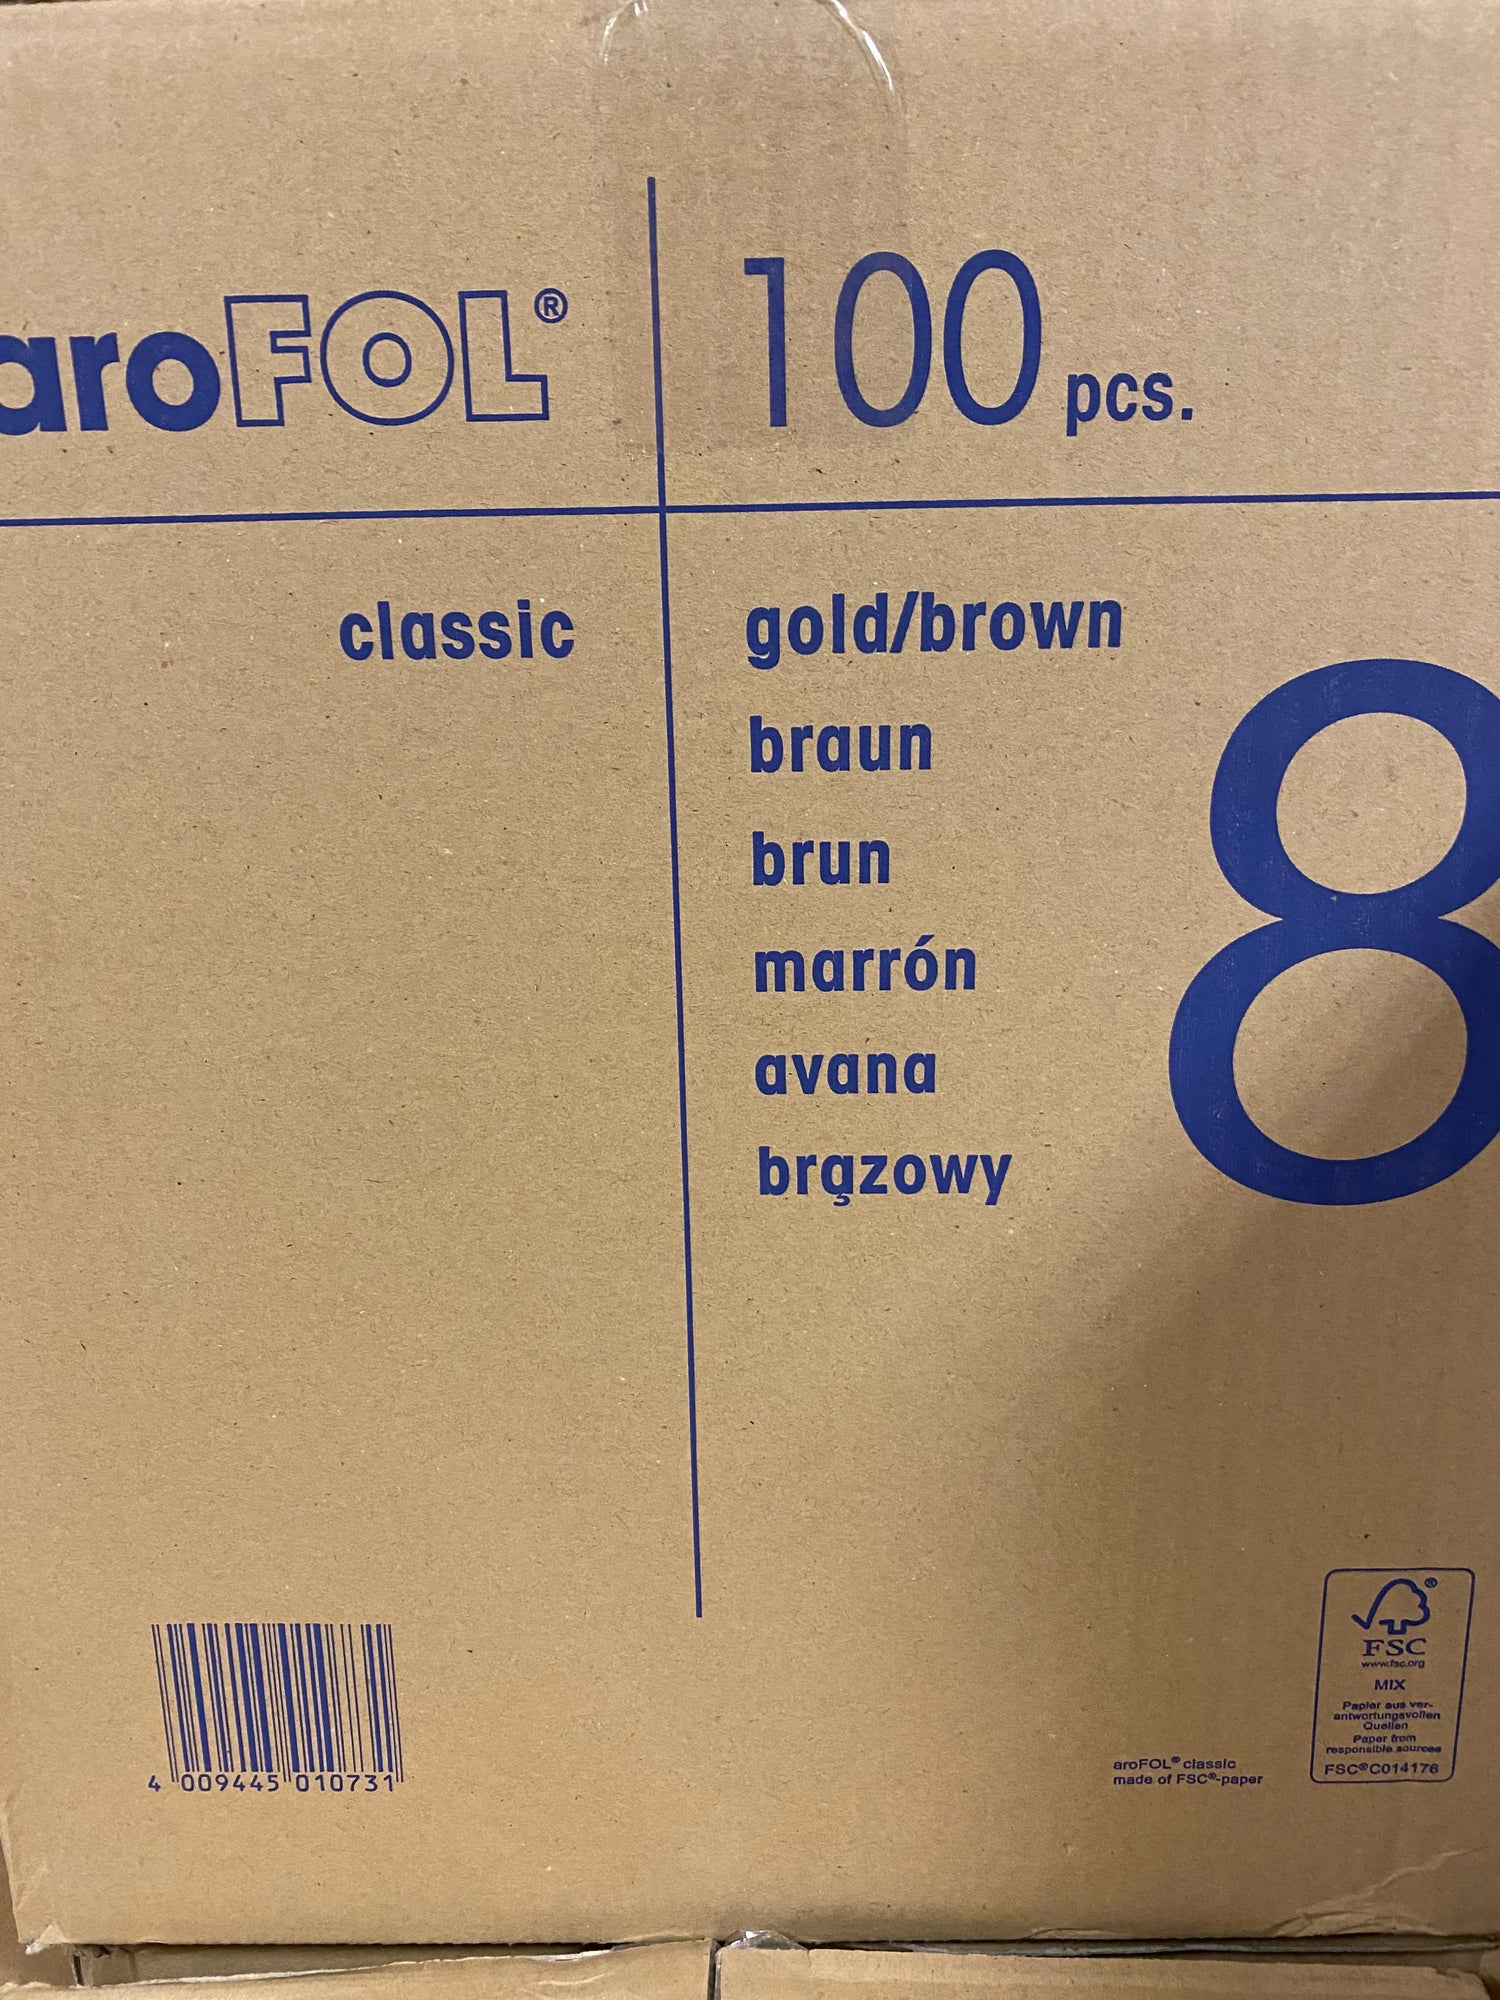 aroFOL®
100 pcs.
classic
gold/brown
braun
brun
marrón
avana
brązowy
8
4 009445 010731
aroFOL® classic
made of FSC®-paper
®
FSC
www.fsc.org
MIX
Papier aus ver-
antwortungsvollen
Quellen
Paper from
responsible sources
FSC® C014176